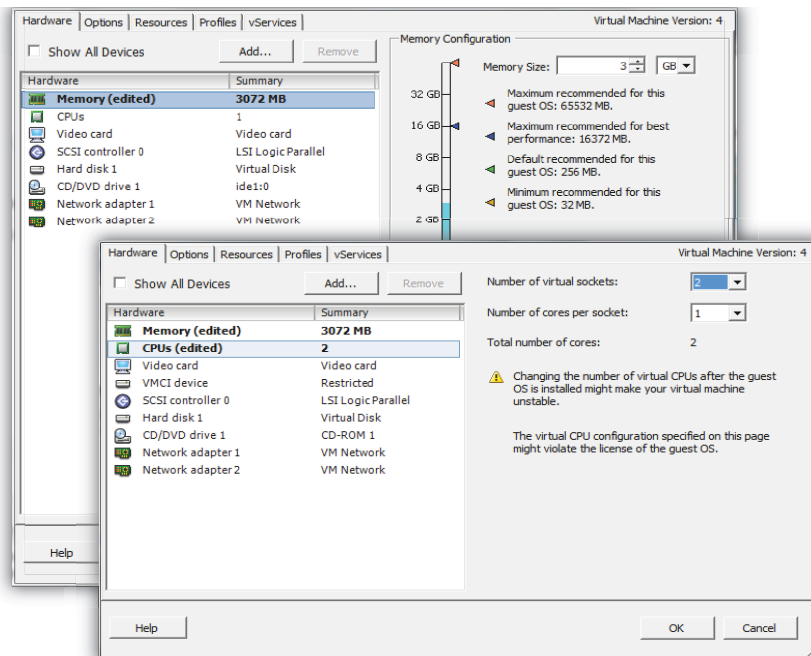 Hardware Options Resources Profiles vServices Virtual Machine Version: 4
Show All Devices Add... Remove
Hardware Summary
Memory (edited) 3072 MB
CPUs 1
Video card Video card
SCSI controller 0 LSI Logic Parallel
Hard disk 1 Virtual Disk
CD/DVD drive 1 ide1:0
Network adapter 1 VM Network
Network adapter 2 VM Network
Memory Configuration
Memory Size: 3 GB
32 GB
16 GB
8 GB
4 GB
2 GB
Maximum recommended for this
guest OS: 65532 MB.
Maximum recommended for best
performance: 16372 MB.
Default recommended for this
guest OS: 256 MB.
Minimum recommended for this
guest OS: 32 MB.
Help
Hardware Options Resources Profiles vServices Virtual Machine Version: 4
Show All Devices Add... Remove
Hardware Summary
Memory (edited) 3072 MB
CPUs (edited) 2
Video card Video card
VMCI device Restricted
SCSI controller 0 LSI Logic Parallel
Hard disk 1 Virtual Disk
CD/DVD drive 1 CD-ROM 1
Network adapter 1 VM Network
Network adapter 2 VM Network
Number of virtual sockets: 2
Number of cores per socket: 1
Total number of cores: 2
Changing the number of virtual CPUs after the guest
OS is installed might make your virtual machine
unstable.
The virtual CPU configuration specified on this page
might violate the license of the guest OS.
Help OK Cancel